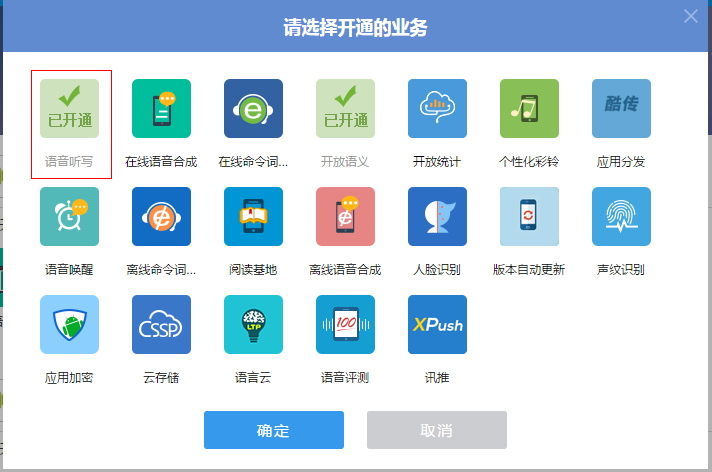 请选择开通的业务
已开通
已开通
酷传
语音听写
在线语音合成
在线命令词...
开放语义
开放统计
个性化彩铃
应用分发
语音唤醒
离线命令词...
阅读基地
离线语音合成
人脸识别
版本自动更新
声纹识别
CSSP
LTP
100
XPush
应用加密
云存储
语言云
语音评测
讯推
确定
取消